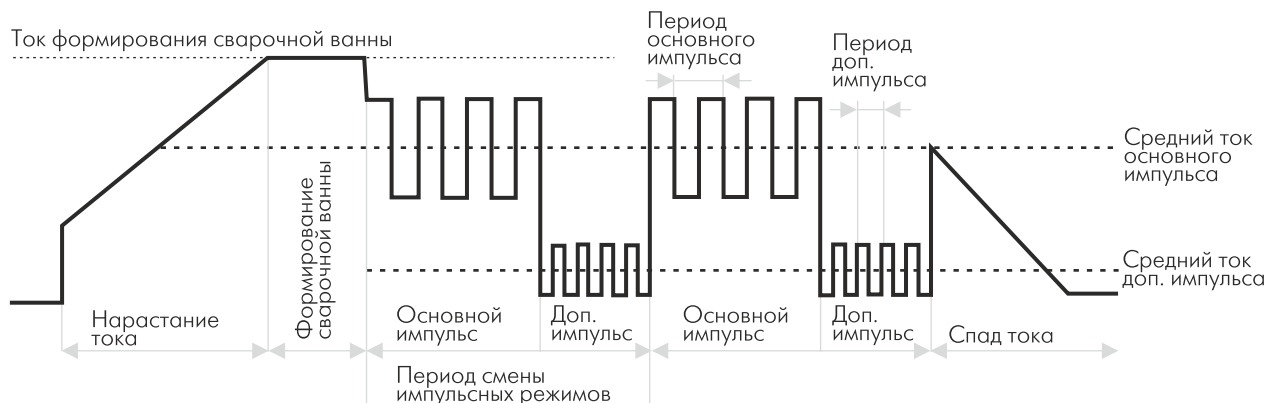 Ток формирования сварочной ванны
Период
основного
импульса
Период
доп.
импульса
Средний ток
основного
импульса
Средний ток
доп. импульса
Нарастание
тока
Формирование
сварочной ванны
Основной
импульс
Доп.
импульс
Основной
импульс
Доп.
импульс
Спад тока
Период смены
импульсных режимов